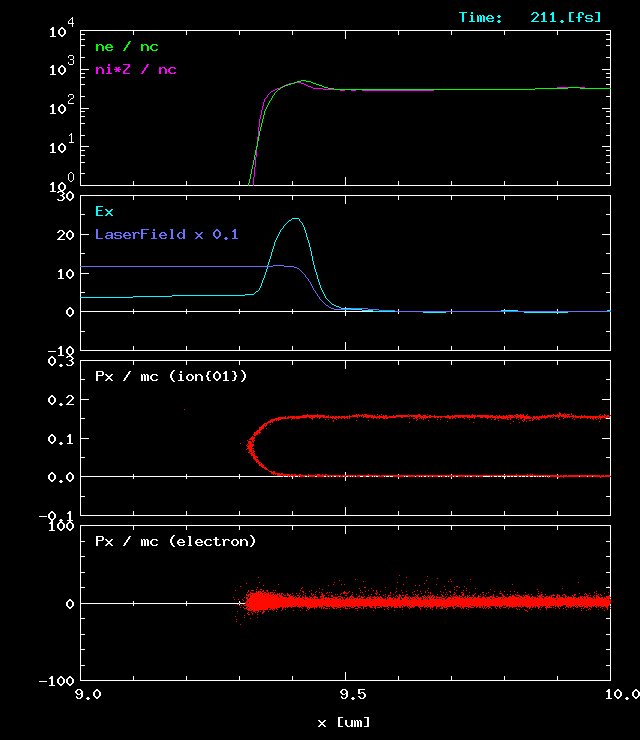 Time: 211.[fs]
10^4
ne / nc
10^3
ni*Z / nc
10^2
10^1
10^0
30
Ex
20
LaserField x 0.1
10
0
-10
0.3
Px / mc (ion{01})
0.2
0.1
0.0
-0.1
100
Px / mc (electron)
0
-100
9.0 9.5 10.0
x [um]